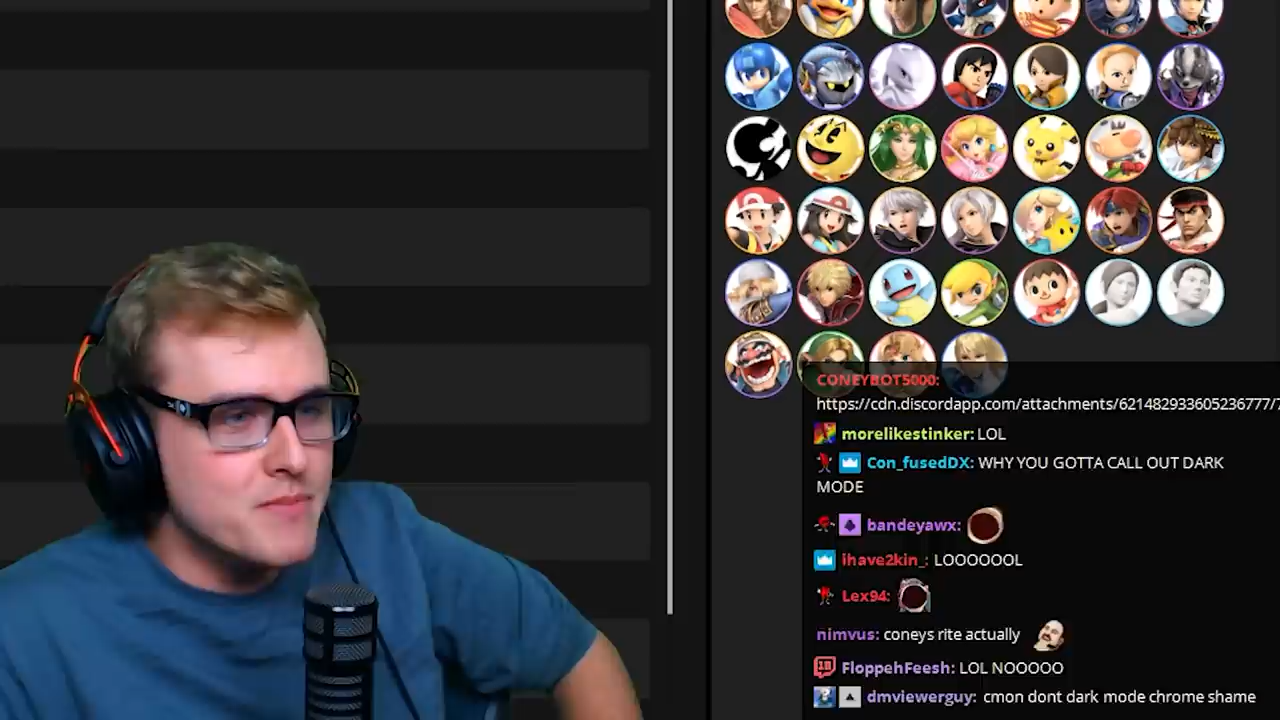 CONEYBOT5000:
https://cdn.discordapp.com/attachments/621482933605236777/7
morelikestinker: LOL
Con_fusedDX: WHY YOU GOTTA CALL OUT DARK
MODE
bandeyawx:
ihave2kin_: LOOOOOOL
Lex94:
nimvus: coneys rite actually
FloppehFeesh: LOL NOOOOO
dmviewerguy: cmon dont dark mode chrome shame